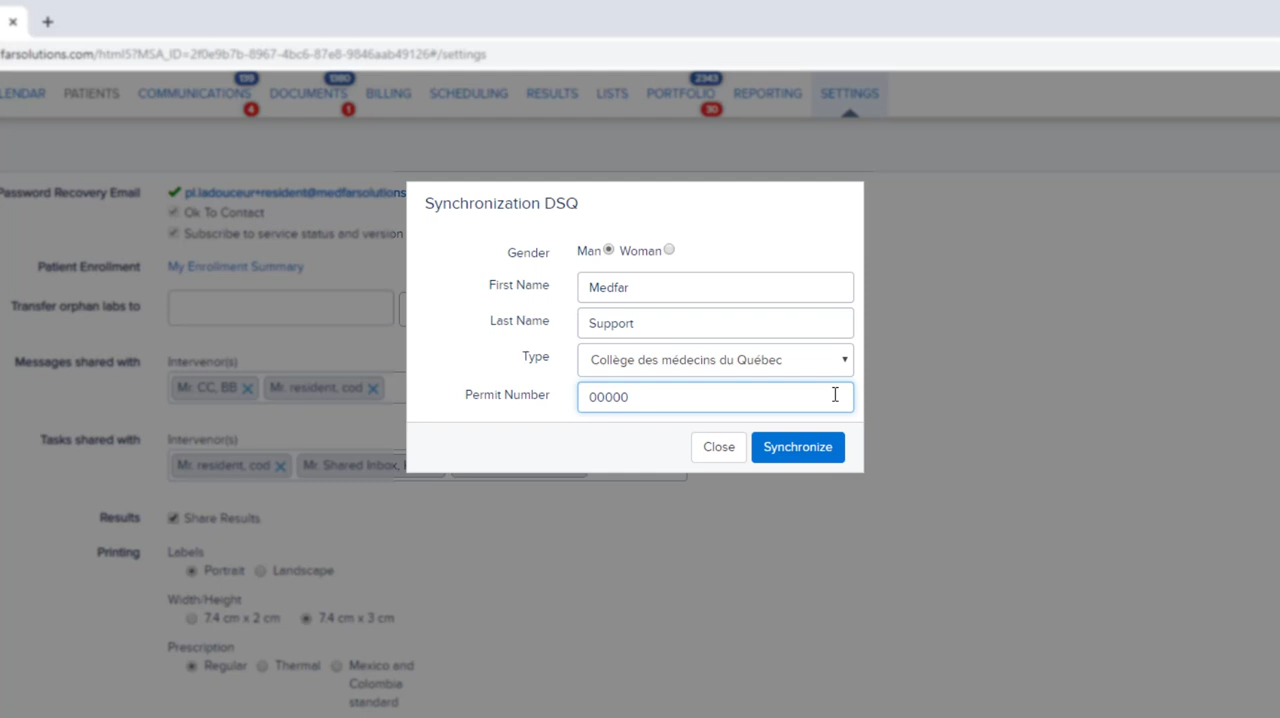 farsolutions.com/html5?MSA_ID=2f0e9b7b-8967-4bc6-87e8-9846aab49126#/settings
139 1380 2343
LENDAR PATIENTS COMMUNICATIONS DOCUMENTS BILLING SCHEDULING RESULTS LISTS PORTFOLIO REPORTING SETTINGS
4 1 30
Password Recovery Email pl.ladouceur+resident@medfarsolutions
Ok To Contact
Subscribe to service status and version
Patient Enrollment My Enrollment Summary
Transfer orphan labs to
Messages shared with Intervenor(s)
Mr. CC, BB Mr. resident, cod
Tasks shared with Intervenor(s)
Mr. resident, cod Mr. Shared Inbox,
Results Share Results
Printing Labels
Portrait Landscape
Width/Height
7.4 cm x 2 cm 7.4 cm x 3 cm
Prescription
Regular Thermal Mexico and
Colombia
standard
Synchronization DSQ
Gender Man Woman
First Name Medfar
Last Name Support
Type Collège des médecins du Québec
Permit Number 00000
Close Synchronize